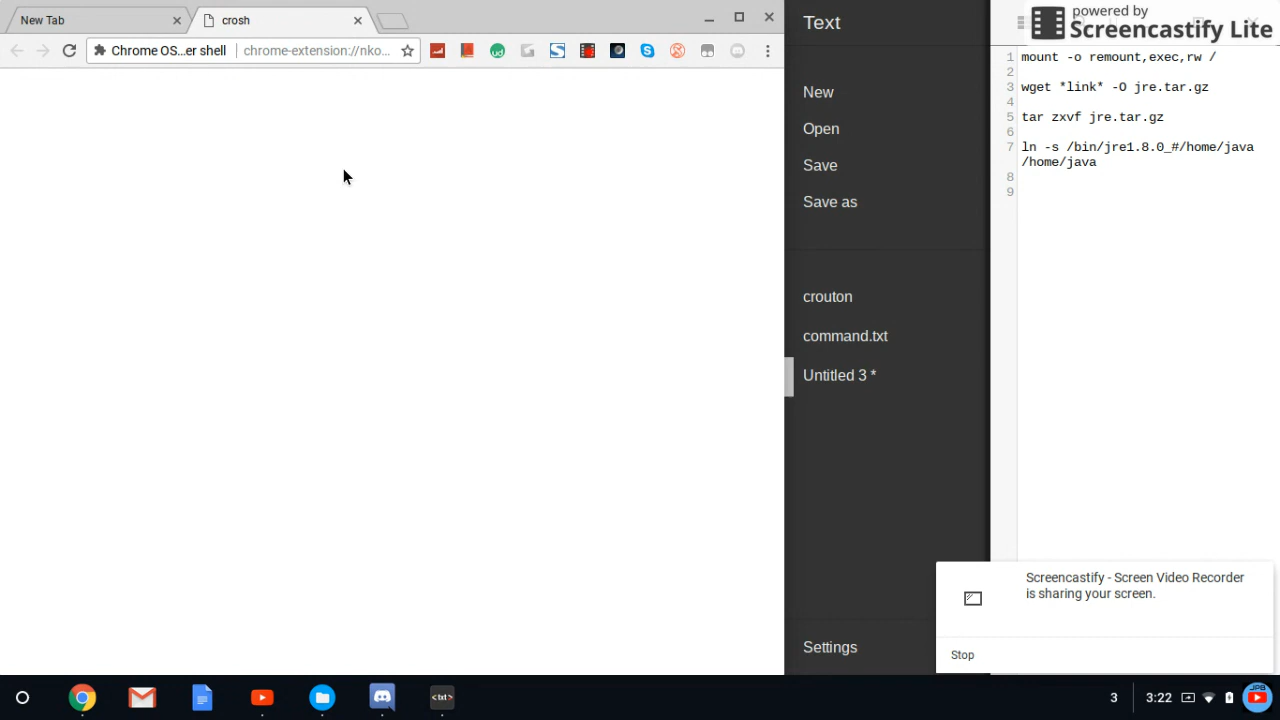 New Tab
crosh
Chrome OS...er shell
chrome-extension://nko...
Text
New
Open
Save
Save as
crouton
command.txt
Untitled 3 *
Settings
powered by
Screencastify Lite
1 mount -o remount,exec,rw /
2
3 wget *link* -O jre.tar.gz
4
5 tar zxvf jre.tar.gz
6
7 ln -s /bin/jre1.8.0_#/home/java
/home/java
8
9
Screencastify - Screen Video Recorder
is sharing your screen.
Stop
<txt>
3
3:22